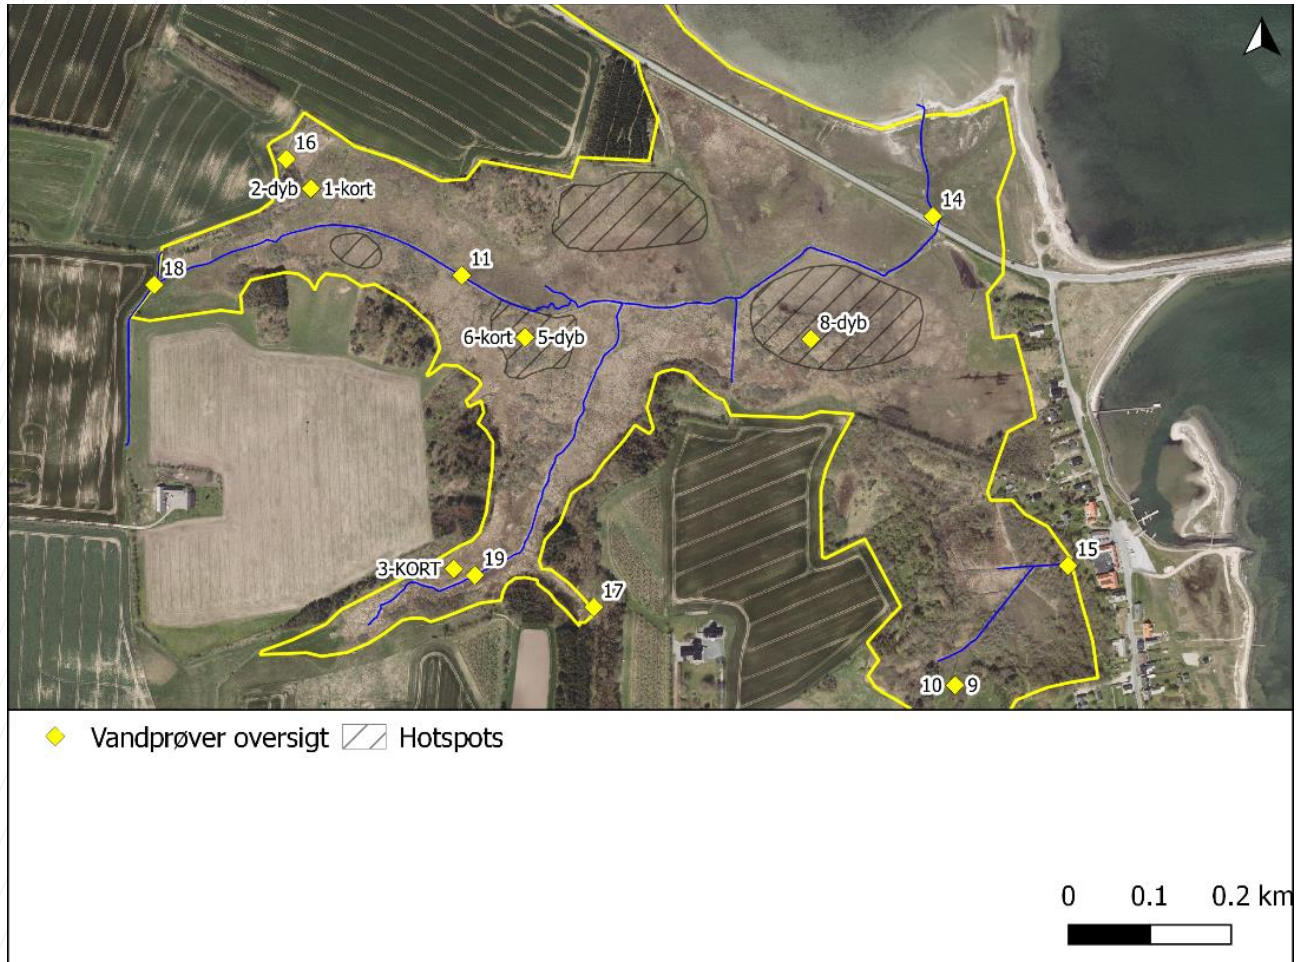 16
2-dyb 1-kort
14
18
11
6-kort 5-dyb
8-dyb
3-KORT 19
15
17
10 9
Vandprøver oversigt Hotspots
0 0.1 0.2 km